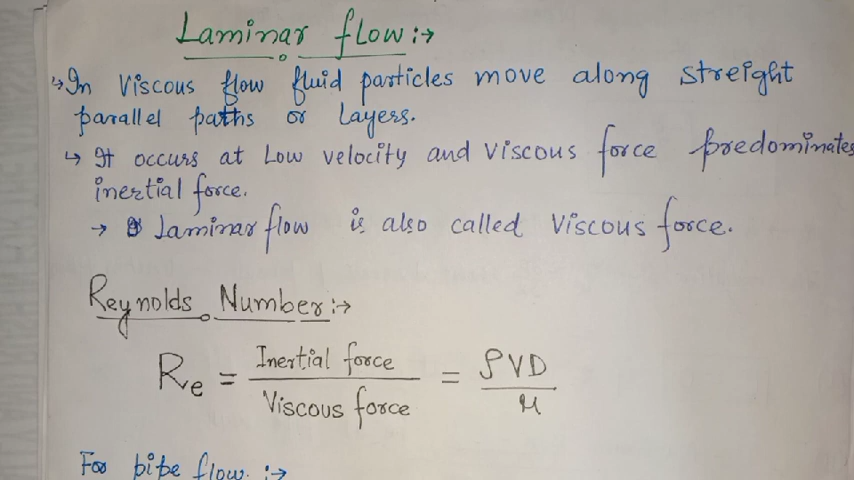 Laminar flow :→
↳ In Viscous flow fluid particles move along streight
parallel paths or Layers.
↳ It occurs at Low velocity and viscous force predominates
inertial force.
→ Laminar flow is also called Viscous force.
Reynolds Number :→
Re = Inertial force / Viscous force = ρVD / μ
For pipe flow. :→